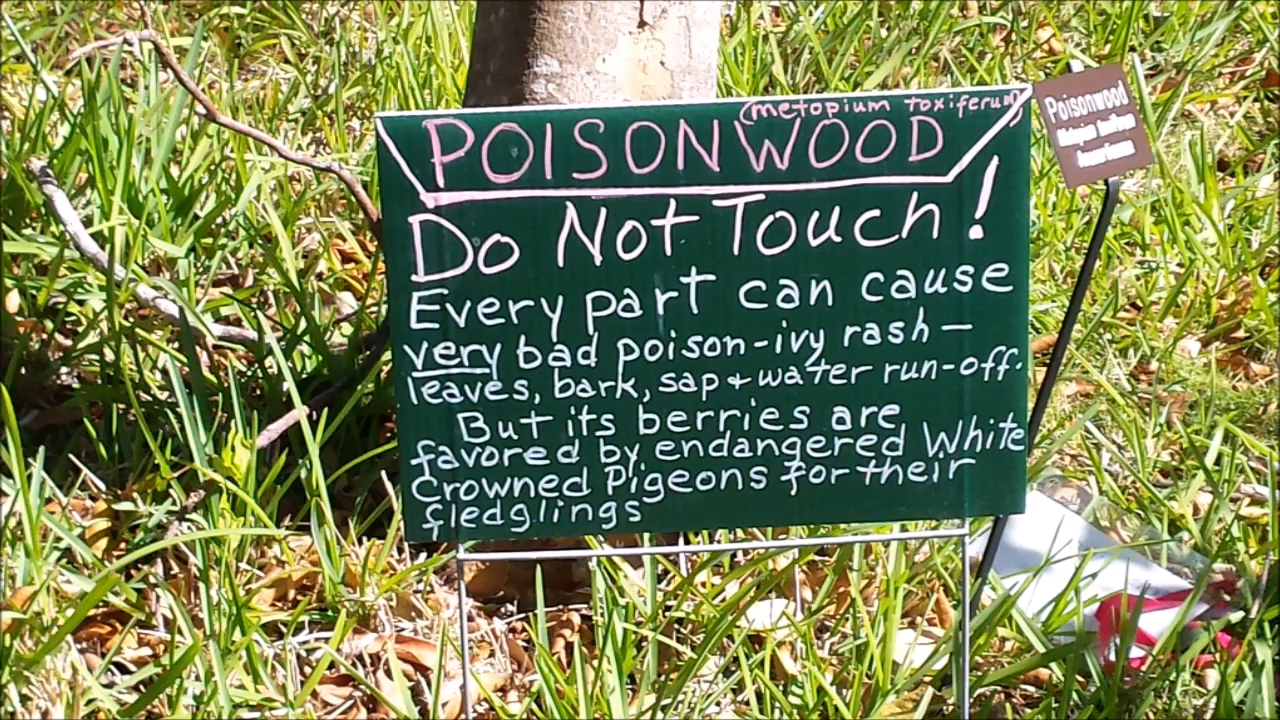 (metopium toxiferum)
POISONWOOD
Do Not Touch!
Every part can cause
very bad poison-ivy rash—
leaves, bark, sap + water run-off.
But its berries are
favored by endangered White
Crowned Pigeons for their
fledglings
Poisonwood